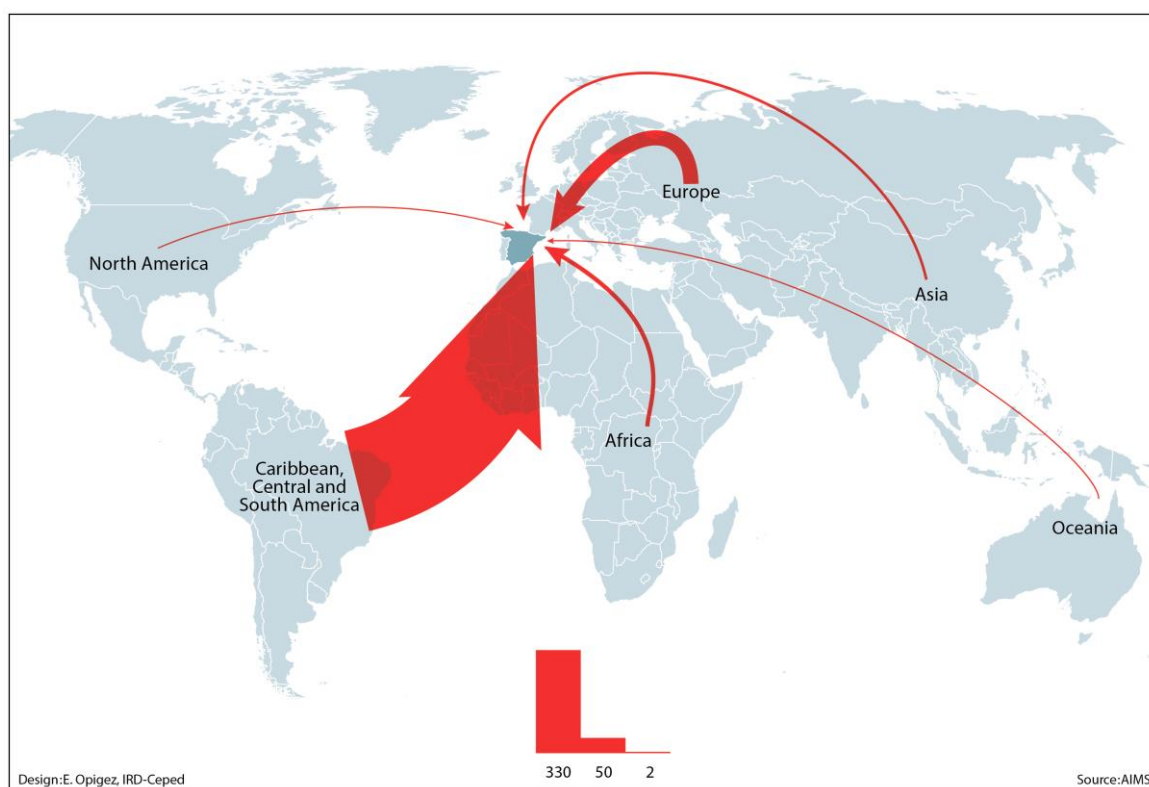 Europe
North America
Asia
Africa
Caribbean,
Central and
South America
Oceania
330 50 2
Design:E. Opigez, IRD-Ceped
Source:AIMS